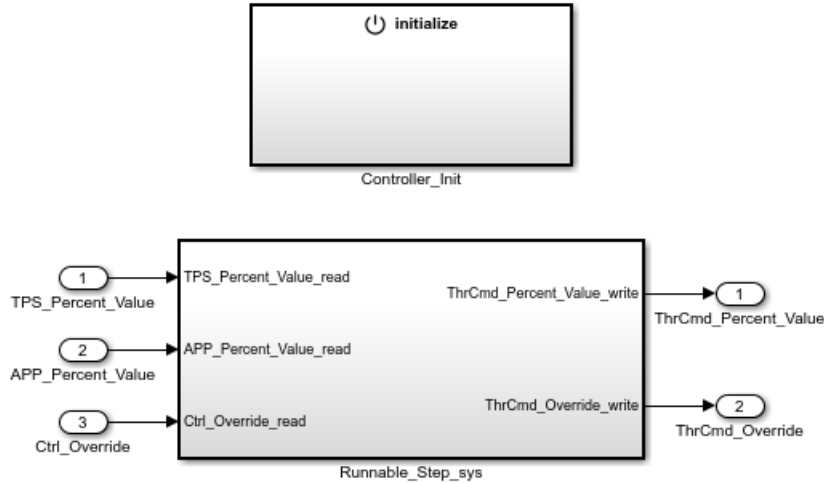 initialize
Controller_Init
1
TPS_Percent_Value
2
APP_Percent_Value
3
Ctrl_Override
TPS_Percent_Value_read
APP_Percent_Value_read
Ctrl_Override_read
ThrCmd_Percent_Value_write
ThrCmd_Override_write
Runnable_Step_sys
1
ThrCmd_Percent_Value
2
ThrCmd_Override